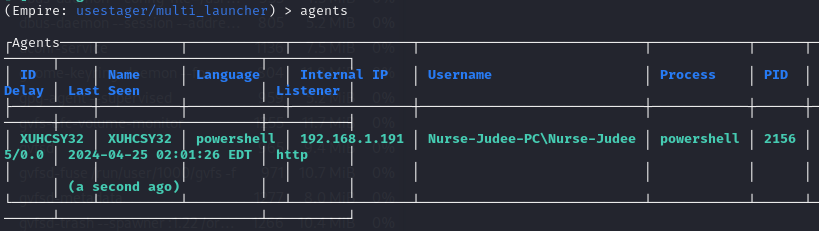 (Empire: usestager/multi_launcher) > agents
Agents
ID Name Language Internal IP Username Process PID
Delay Last Seen Listener
XUHCSY32 XUHCSY32 powershell 192.168.1.191 Nurse-Judee-PC\Nurse-Judee powershell 2156
5/0.0 2024-04-25 02:01:26 EDT http
(a second ago)